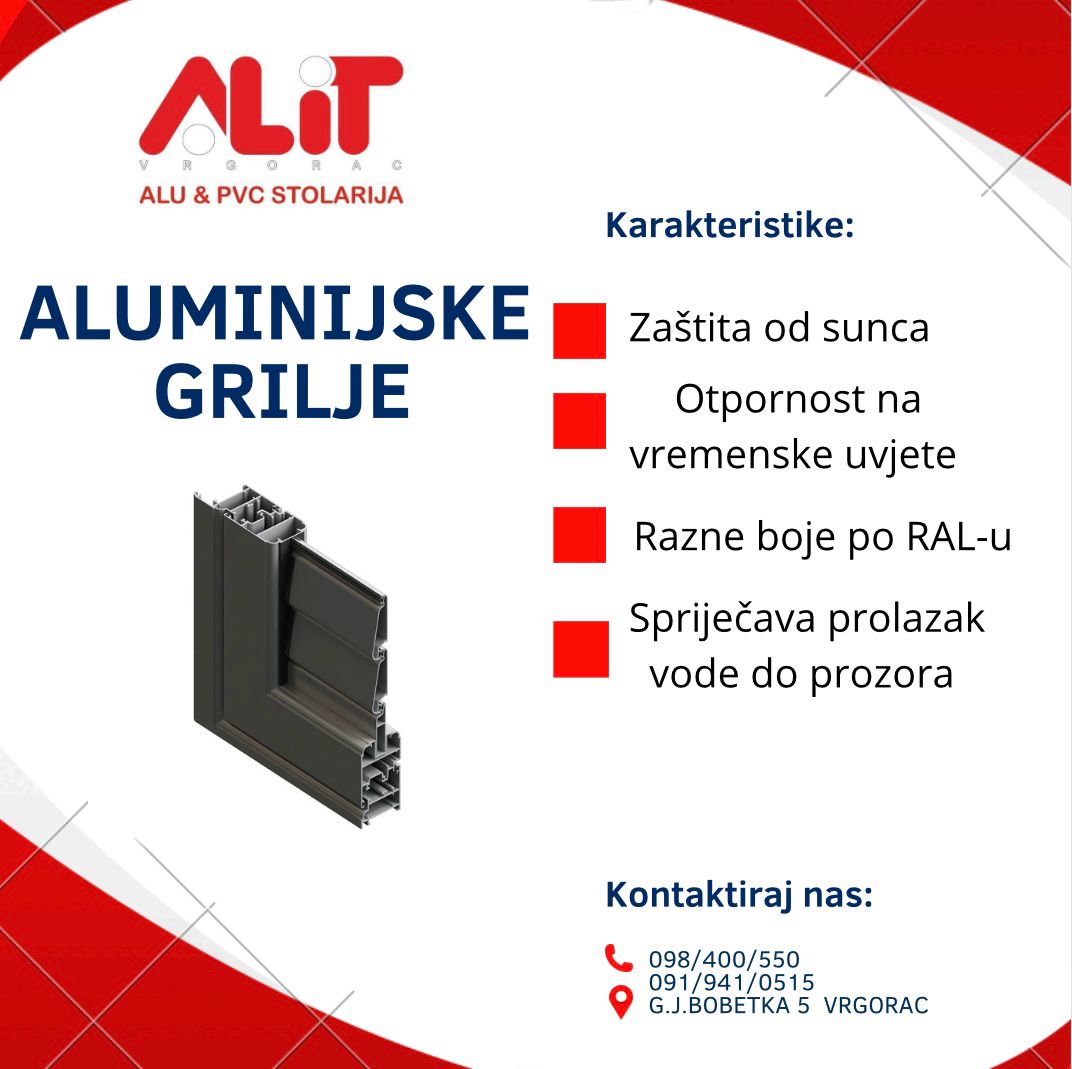 ALiT
VRGORAC
ALU & PVC STOLARIJA
ALUMINIJSKE
GRILJE
Karakteristike:
Zaštita od sunca
Otpornost na
vremenske uvjete
Razne boje po RAL-u
Spriječava prolazak
vode do prozora
Kontaktiraj nas:
098/400/550
091/941/0515
G.J.BOBETKA 5 VRGORAC